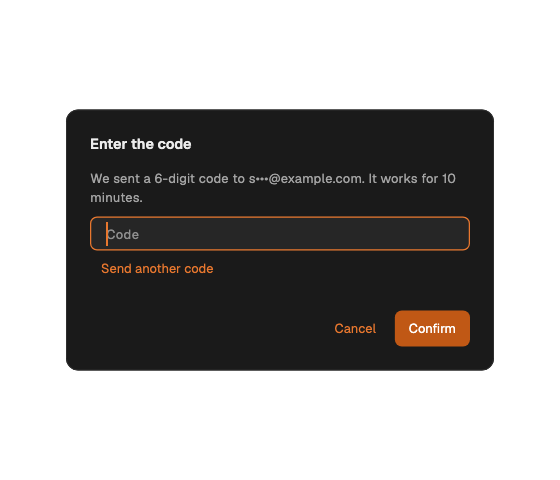 Enter the code
We sent a 6-digit code to s•••@example.com. It works for 10
minutes.
Code
Send another code
Cancel
Confirm